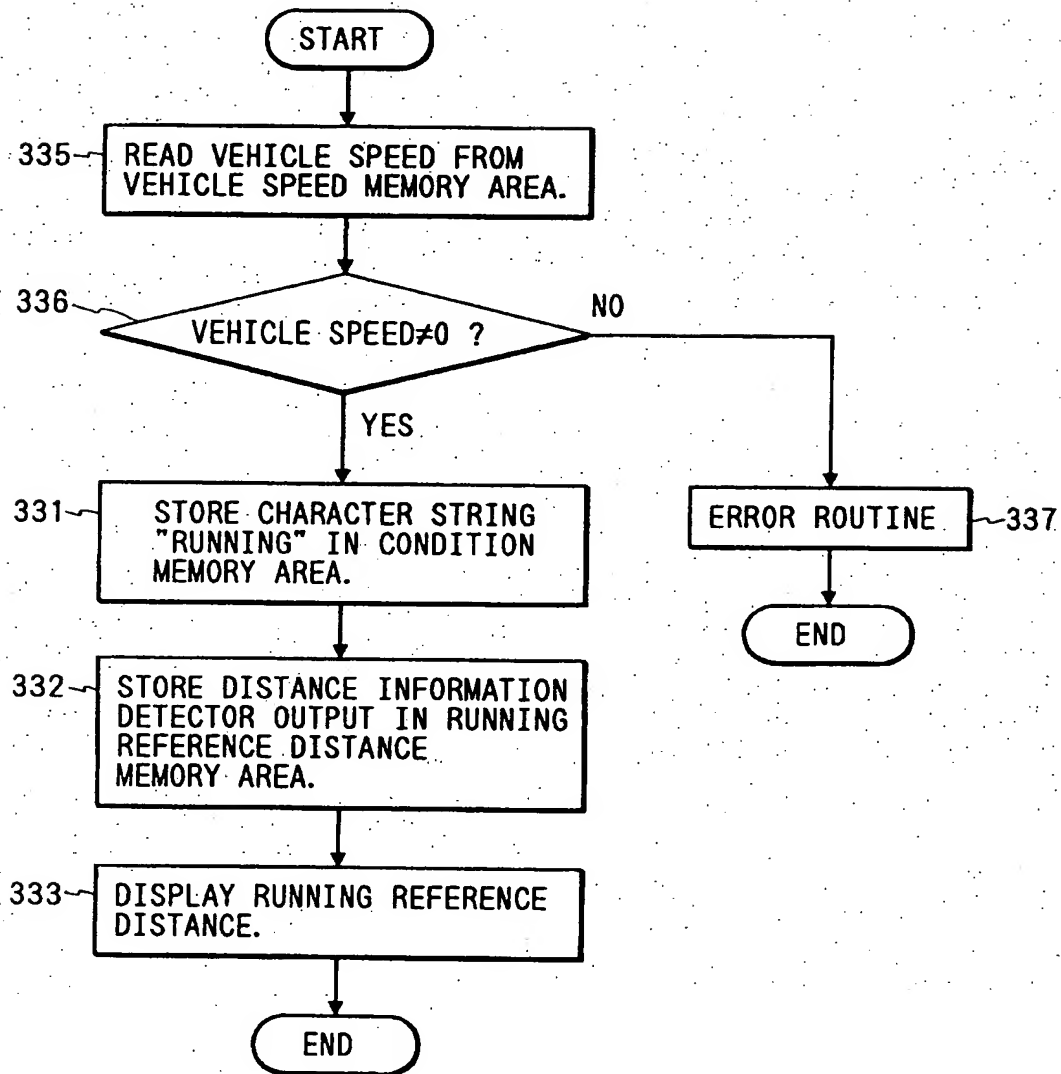 START
335
READ VEHICLE SPEED FROM
VEHICLE SPEED MEMORY AREA.
336
VEHICLE SPEED≠0 ?
NO
YES
331
STORE CHARACTER STRING
"RUNNING" IN CONDITION
MEMORY AREA.
ERROR ROUTINE
337
END
332
STORE DISTANCE INFORMATION
DETECTOR OUTPUT IN RUNNING
REFERENCE DISTANCE
MEMORY AREA.
333
DISPLAY RUNNING REFERENCE
DISTANCE.
END